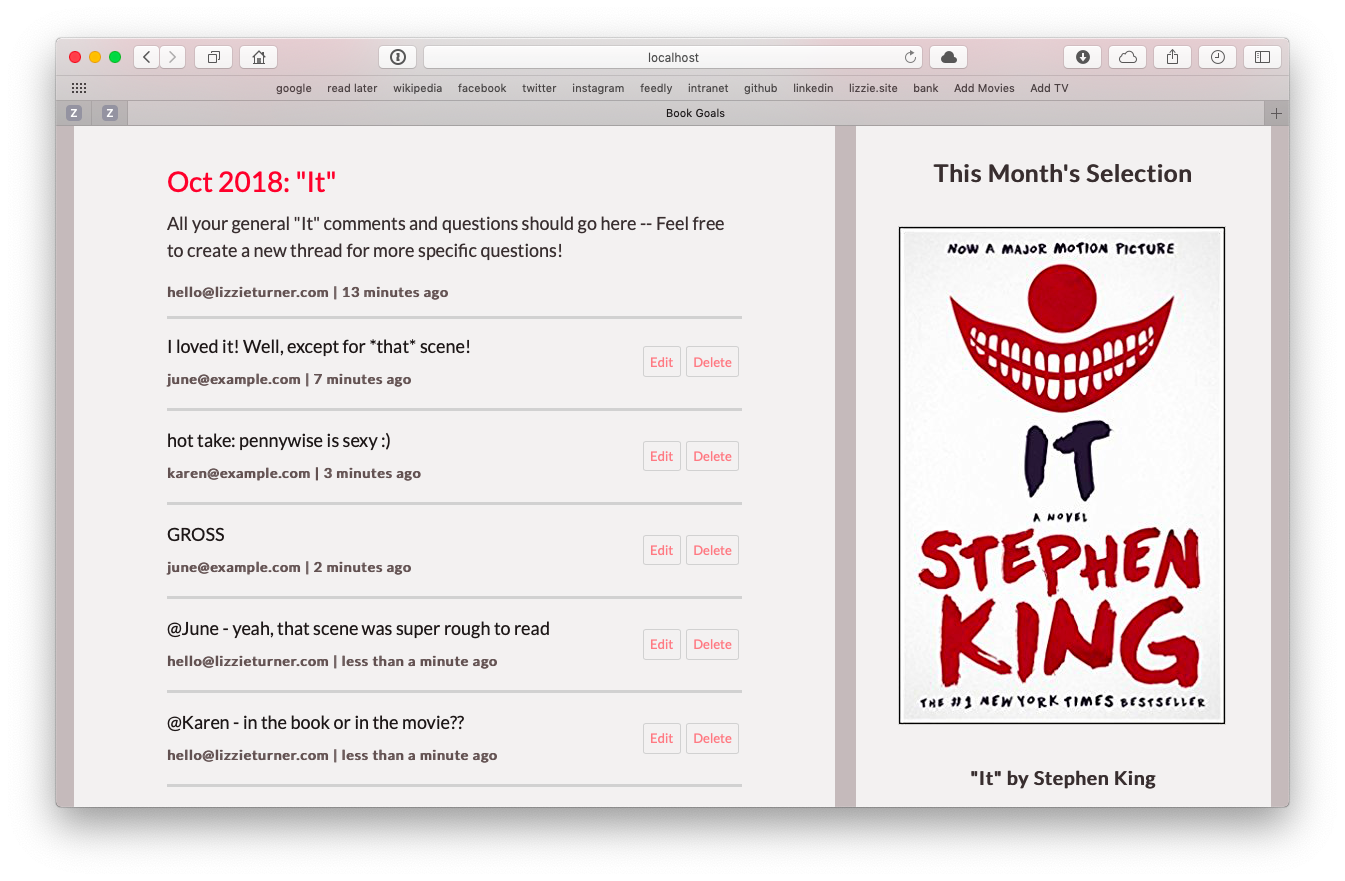 localhost
google read later wikipedia facebook twitter instagram feedly intranet github linkedin lizzie.site bank Add Movies Add TV
Z Z Book Goals
Oct 2018: "It"
All your general "It" comments and questions should go here -- Feel free
to create a new thread for more specific questions!
hello@lizzieturner.com | 13 minutes ago
I loved it! Well, except for *that* scene!
june@example.com | 7 minutes ago
Edit Delete
hot take: pennywise is sexy :)
karen@example.com | 3 minutes ago
Edit Delete
GROSS
june@example.com | 2 minutes ago
Edit Delete
@June - yeah, that scene was super rough to read
hello@lizzieturner.com | less than a minute ago
Edit Delete
@Karen - in the book or in the movie??
hello@lizzieturner.com | less than a minute ago
Edit Delete
This Month's Selection
NOW A MAJOR MOTION PICTURE
IT
A NOVEL
STEPHEN
KING
THE #1 NEW YORK TIMES BESTSELLER
"It" by Stephen King